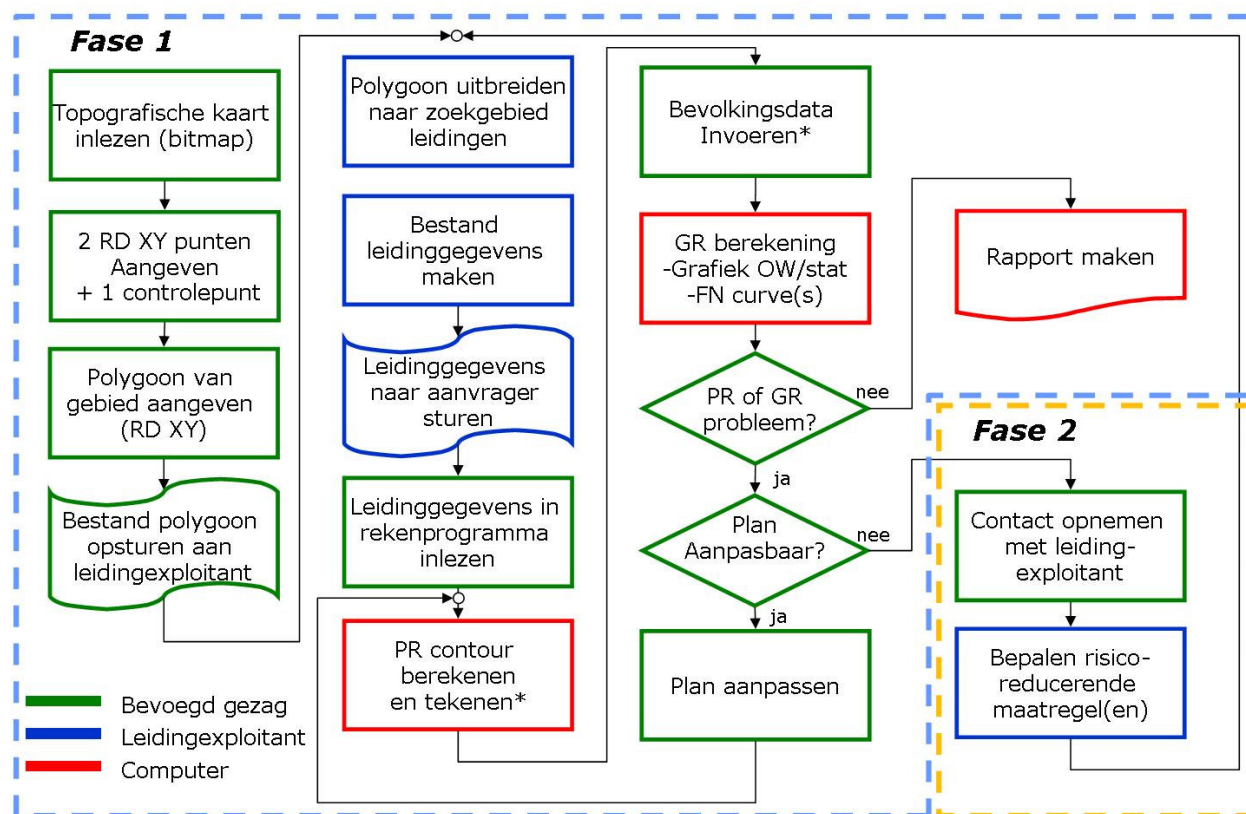 Fase 1
Topografische kaart
inlezen (bitmap)
2 RD XY punten
Aangeven
+ 1 controlepunt
Polygoon van
gebied aangeven
(RD XY)
Bestand polygoon
opsturen aan
leidingexploitant
Polygoon uitbreiden
naar zoekgebied
leidingen
Bestand
leidinggegevens
maken
Leidinggegevens
naar aanvrager
sturen
Leidinggegevens in
rekenprogramma
inlezen
PR contour
berekenen
en tekenen*
Bevolkingsdata
Invoeren*
GR berekening
-Grafiek OW/stat
-FN curve(s)
PR of GR
probleem?
nee
ja
Plan
Aanpasbaar?
nee
ja
Plan aanpassen
Rapport maken
Fase 2
Contact opnemen
met leiding-
exploitant
Bepalen risico-
reducerende
maatregel(en)
Bevoegd gezag
Leidingexploitant
Computer